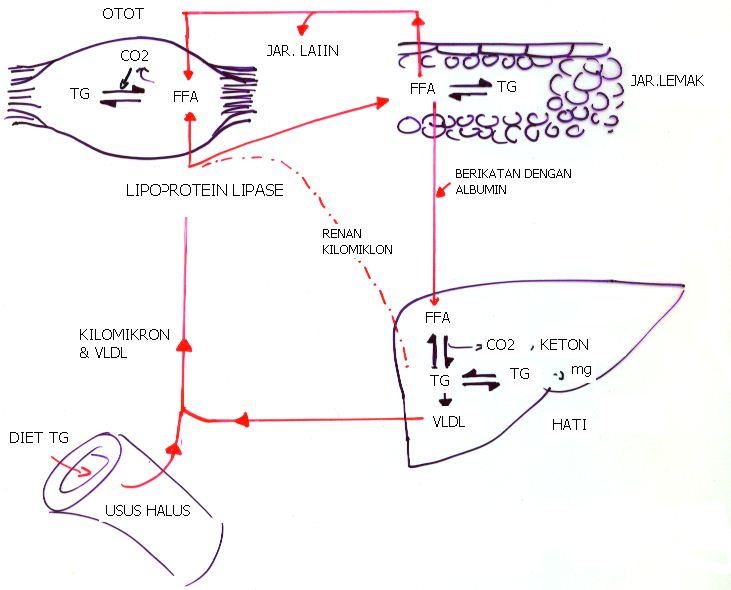 OTOT
JAR. LAIIN
CO2
TG
FFA
FFA
TG
JAR.LEMAK
LIPOPROTEIN LIPASE
BERIKATAN DENGAN
ALBUMIN
RENAN
KILOMIKLON
FFA
CO2 , KETON
KILOMIKRON
& VLDL
TG
TG
mg
VLDL
HATI
DIET TG
USUS HALUS